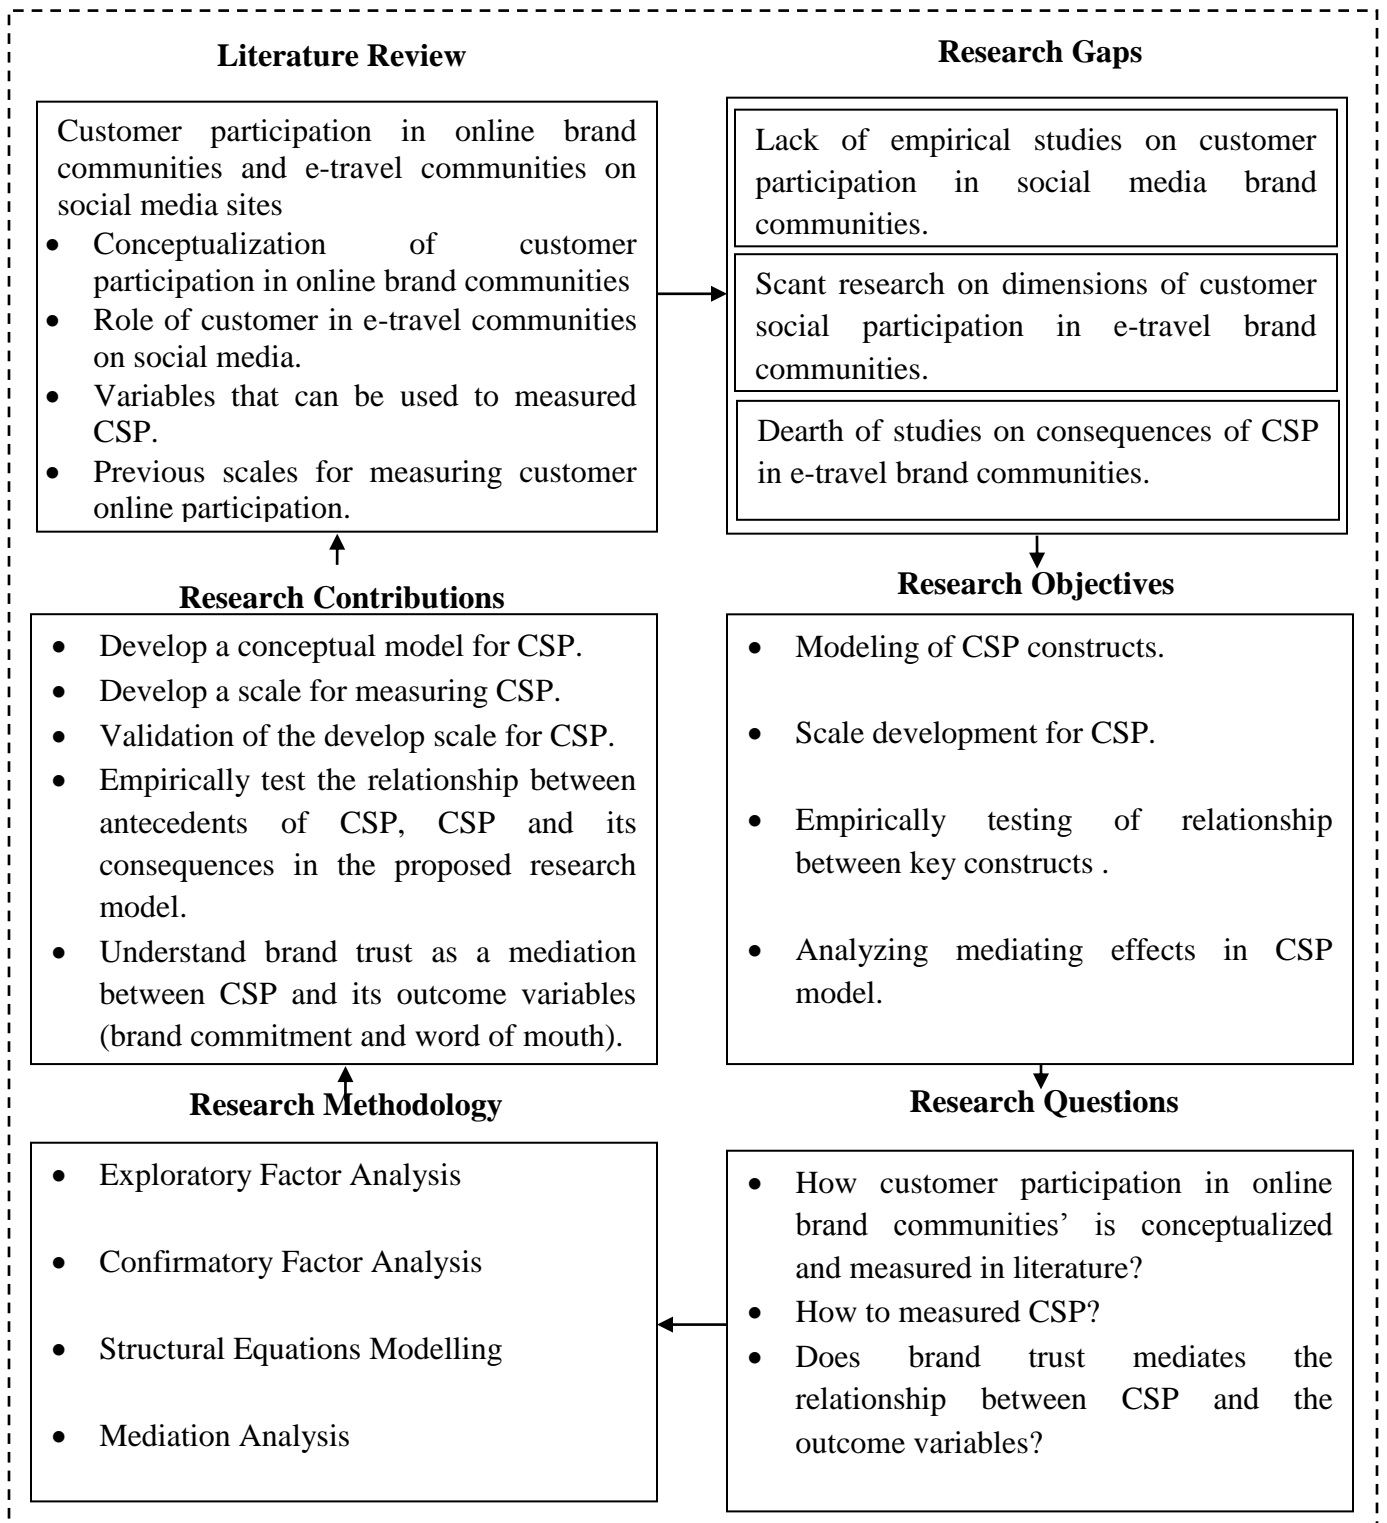 Literature Review
Customer participation in online brand
communities and e-travel communities on
social media sites
• Conceptualization of customer
participation in online brand communities
• Role of customer in e-travel communities
on social media.
• Variables that can be used to measured
CSP.
• Previous scales for measuring customer
online participation.
Research Gaps
Lack of empirical studies on customer
participation in social media brand
communities.
Scant research on dimensions of customer
social participation in e-travel brand
communities.
Dearth of studies on consequences of CSP
in e-travel brand communities.
Research Objectives
• Modeling of CSP constructs.
• Scale development for CSP.
• Empirically testing of relationship
between key constructs .
• Analyzing mediating effects in CSP
model.
Research Questions
• How customer participation in online
brand communities’ is conceptualized
and measured in literature?
• How to measured CSP?
• Does brand trust mediates the
relationship between CSP and the
outcome variables?
Research Methodology
• Exploratory Factor Analysis
• Confirmatory Factor Analysis
• Structural Equations Modelling
• Mediation Analysis
Research Contributions
• Develop a conceptual model for CSP.
• Develop a scale for measuring CSP.
• Validation of the develop scale for CSP.
• Empirically test the relationship between
antecedents of CSP, CSP and its
consequences in the proposed research
model.
• Understand brand trust as a mediation
between CSP and its outcome variables
(brand commitment and word of mouth).